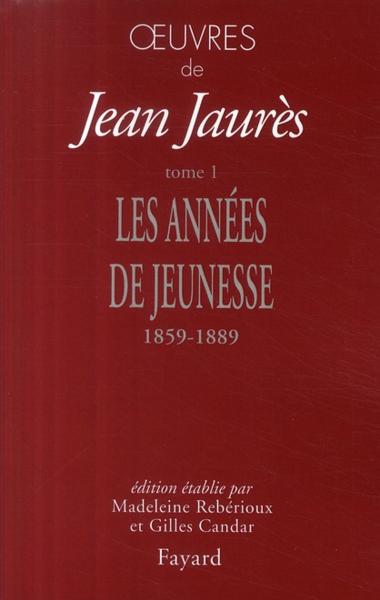 ŒUVRES
de
Jean Jaurès
tome 1
LES ANNÉES
DE JEUNESSE
1859-1889
édition établie par
Madeleine Rebérioux
et Gilles Candar
Fayard